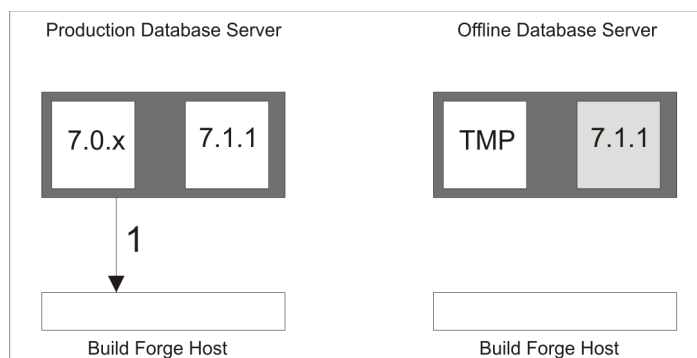 Production Database Server
Offline Database Server
7.0.x
7.1.1
TMP
7.1.1
1
Build Forge Host
Build Forge Host